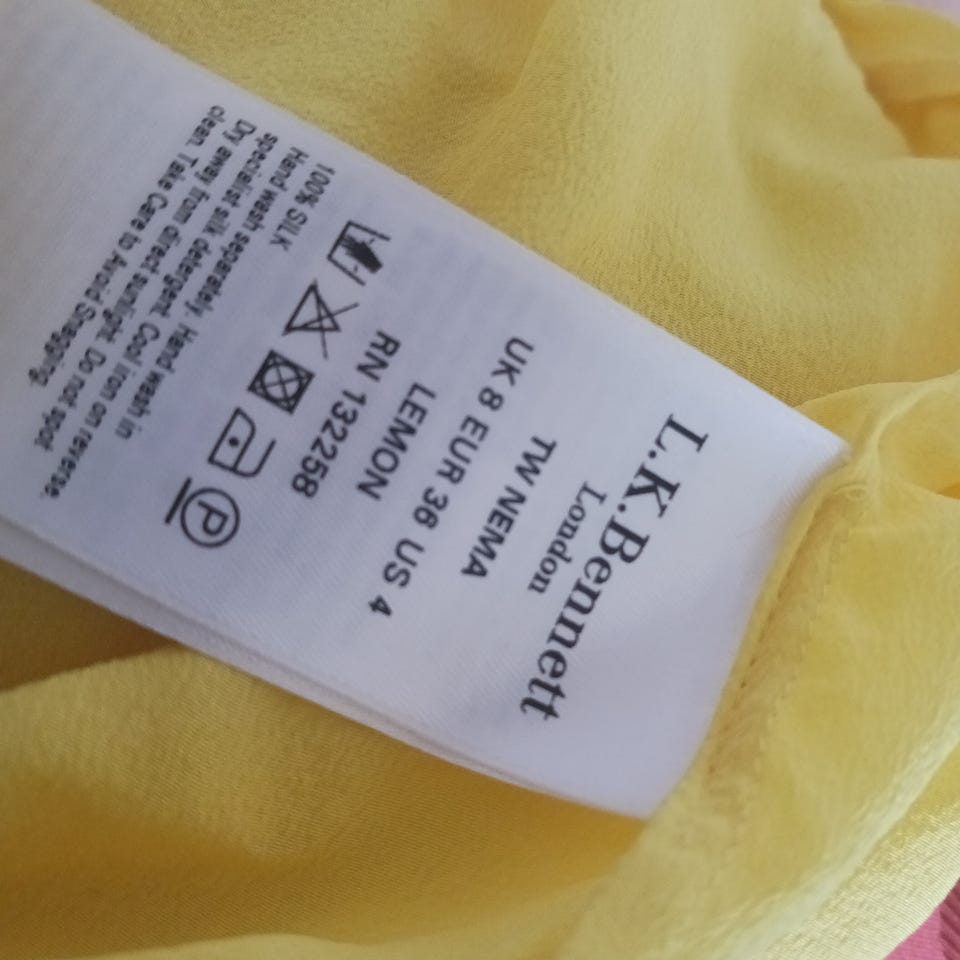 L.K.Bennett
London
TW NEMA
UK 8 EUR 36 US 4
LEMON
RN 132258
P
100% SILK
Hand wash separately. Hand wash in
specialist silk detergent. Cool iron on reverse.
Dry away from direct sunlight. Do not spot
clean. Take Care to Avoid Snagging.